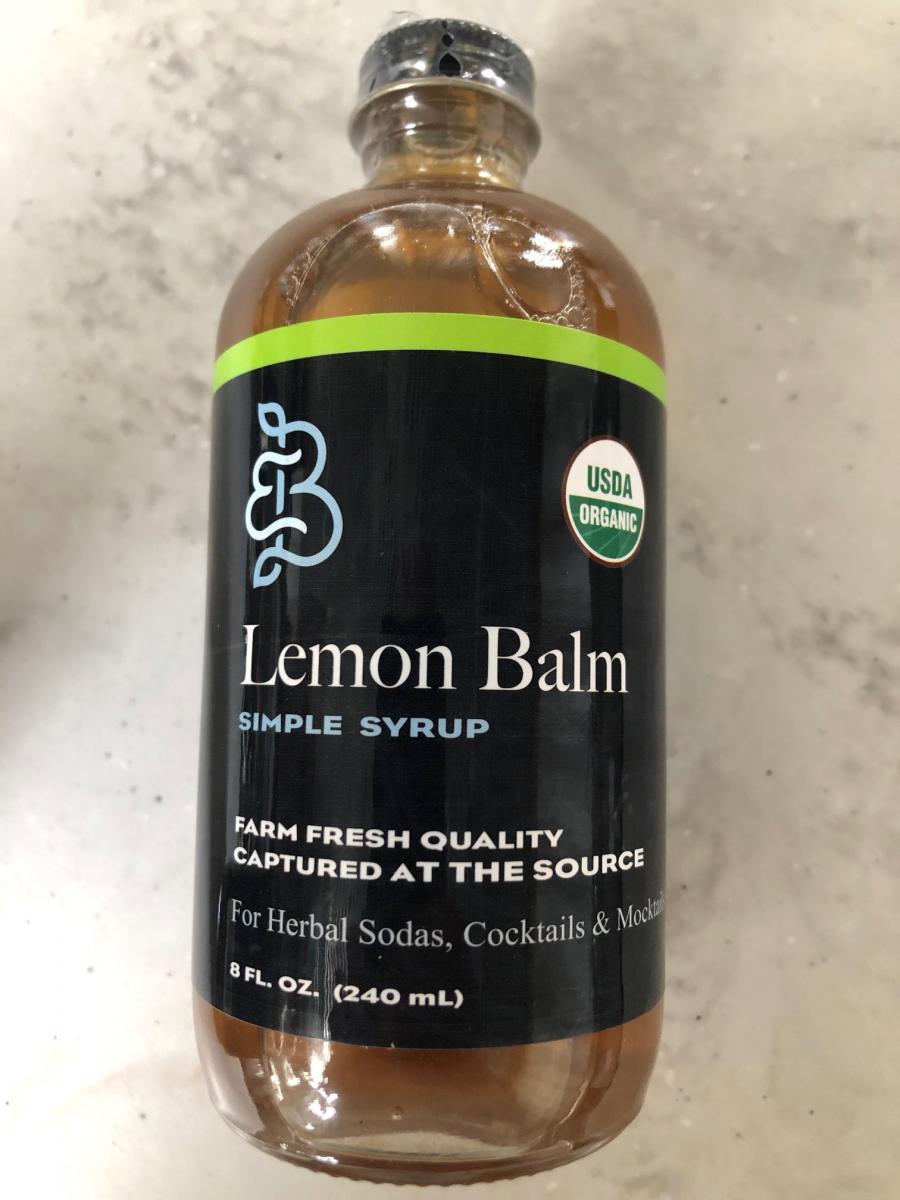 USDA
ORGANIC
Lemon Balm
SIMPLE SYRUP
FARM FRESH QUALITY
CAPTURED AT THE SOURCE
For Herbal Sodas, Cocktails & Mocktails
8 FL. OZ. (240 mL)